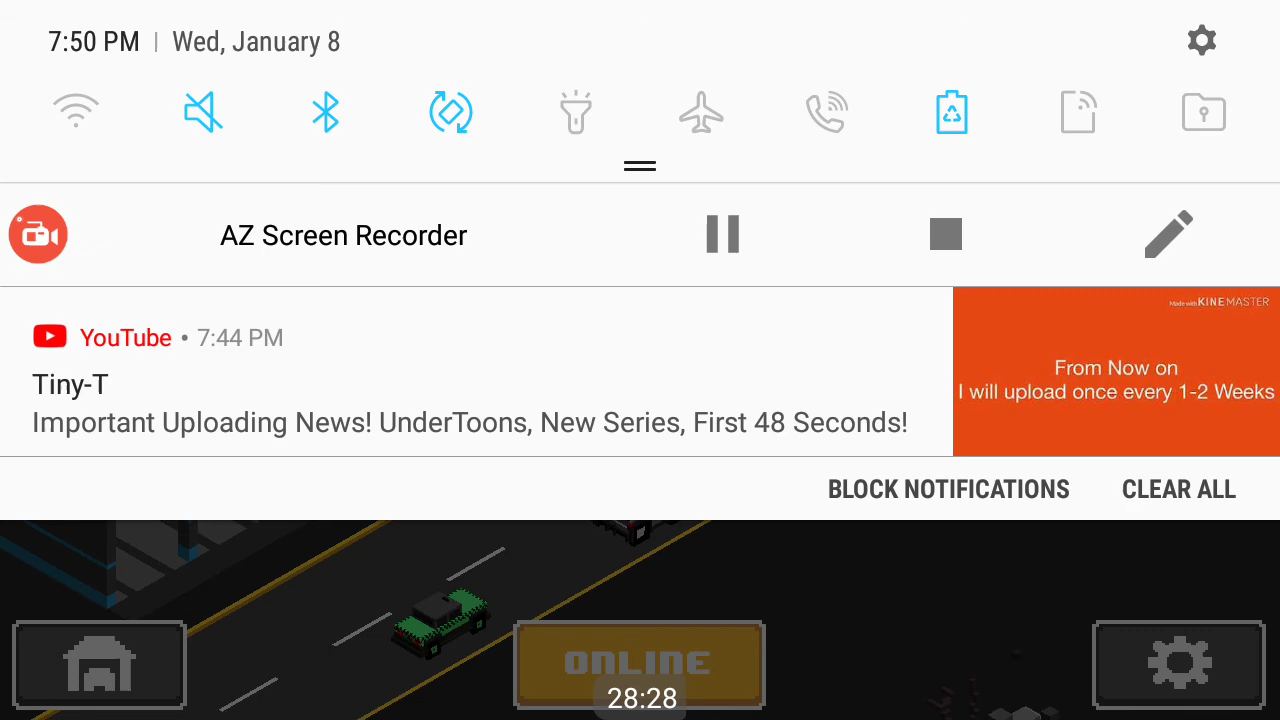 7:50 PM | Wed, January 8
AZ Screen Recorder
YouTube • 7:44 PM
Tiny-T
Important Uploading News! UnderToons, New Series, First 48 Seconds!
Made with KINEMASTER
From Now on
I will upload once every 1-2 Weeks
BLOCK NOTIFICATIONS CLEAR ALL
ONLINE
28:28